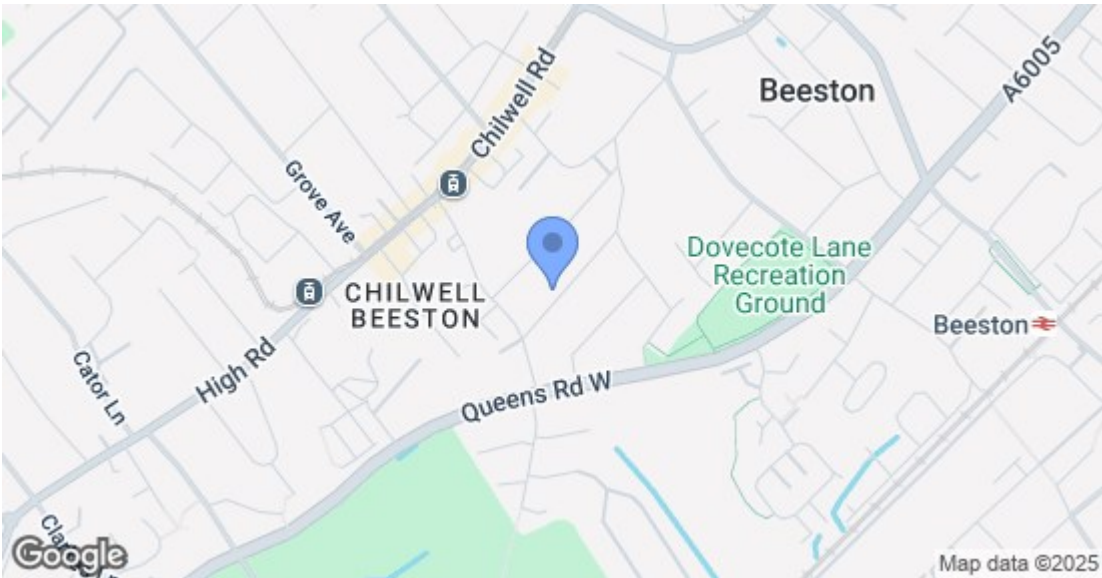 Chilwell Rd
Beeston
A6005
Grove Ave
Dovecote Lane
Recreation
Ground
CHILWELL
BEESTON
Beeston
High Rd
Cator Ln
Queens Rd W
Google
Map data ©2025